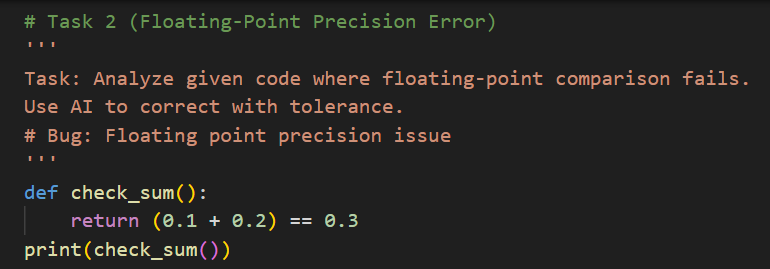 # Task 2 (Floating-Point Precision Error)
'''
Task: Analyze given code where floating-point comparison fails.
Use AI to correct with tolerance.
# Bug: Floating point precision issue
'''
def check_sum():
    return (0.1 + 0.2) == 0.3
print(check_sum())